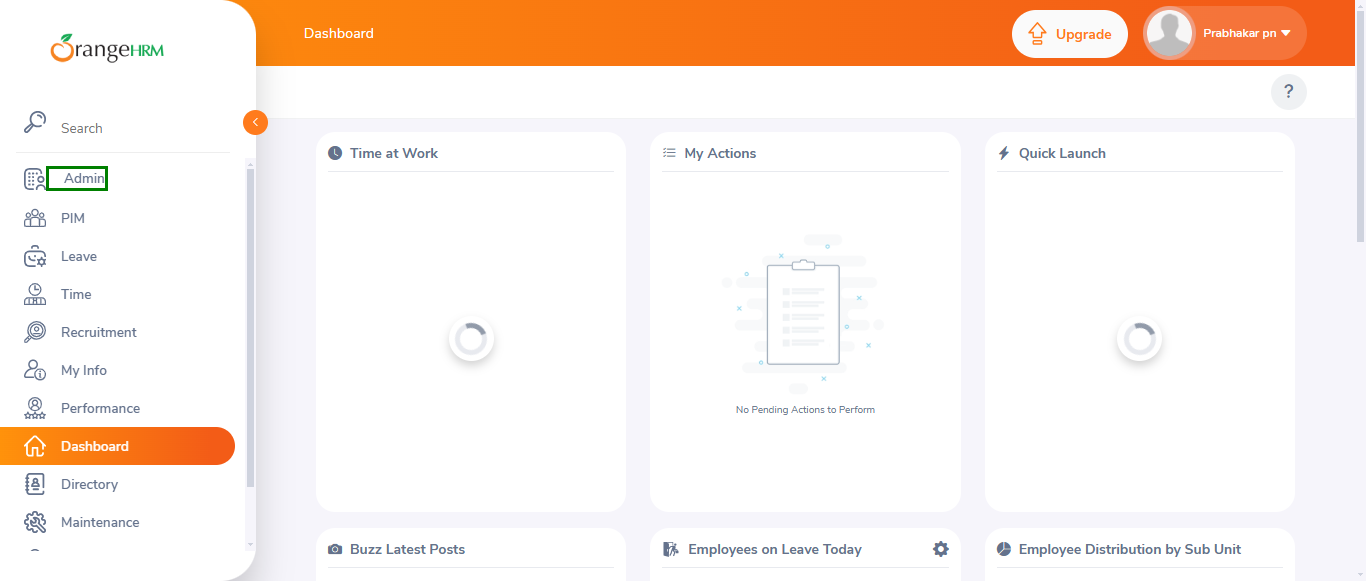 OrangeHRM
Dashboard
Upgrade
Prabhakar pn
?
Search
Admin
PIM
Leave
Time
Recruitment
My Info
Performance
Dashboard
Directory
Maintenance
Time at Work
My Actions
No Pending Actions to Perform
Quick Launch
Buzz Latest Posts
Employees on Leave Today
Employee Distribution by Sub Unit